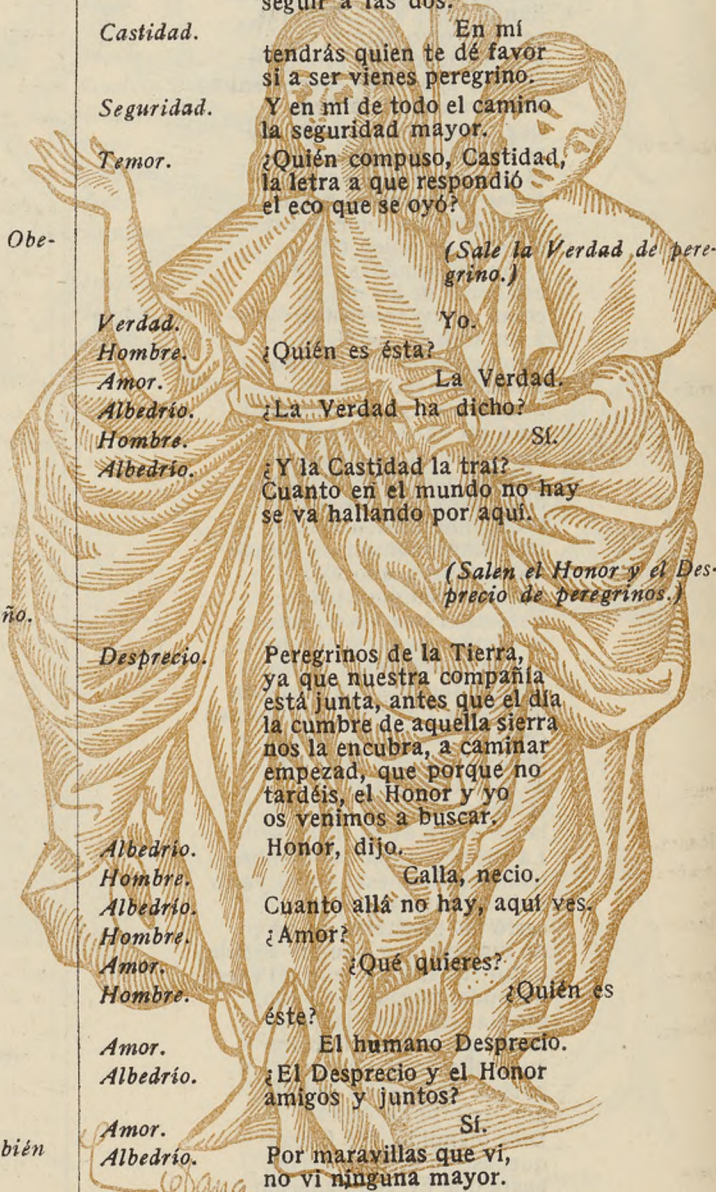 seguir a las dos.
Castidad. En mí
tendrás quien te dé favor
si a ser vienes peregrino.
Seguridad. Y en mí de todo el camino
la seguridad mayor.
Temor. ¿Quién compuso, Castidad,
la letra a que respondió
el eco que se oyó?
Obe-
(Sale la Verdad de pere-
grino.)
Verdad. Yo.
Hombre. ¿Quién es ésta?
Amor. La Verdad.
Albedrío. ¿La Verdad ha dicho?
Hombre. Sí.
Albedrío. ¿Y la Castidad la traí?
Cuanto en el mundo no hay
se va hallando por aquí.
(Salen el Honor y el Des-
precio de peregrinos.)
ño.
Desprecio. Peregrinos de la Tierra,
ya que nuestra compañía
está junta, antes que el día
la cumbre de aquella sierra
nos la encubra, a caminar
empezad, que porque no
tardéis, el Honor y yo
os venimos a buscar.
Albedrío. Honor, dijo.
Hombre. Calla, necio.
Albedrío. Cuanto allá no hay, aquí ves.
Hombre. ¿Amor?
Amor. ¿Qué quieres?
Hombre. ¿Quién es
éste?
Amor. El humano Desprecio.
Albedrío. ¿El Desprecio y el Honor
amigos y juntos?
Amor. Sí.
bién
Albedrío. Por maravillas que vi,
no vi ninguna mayor.